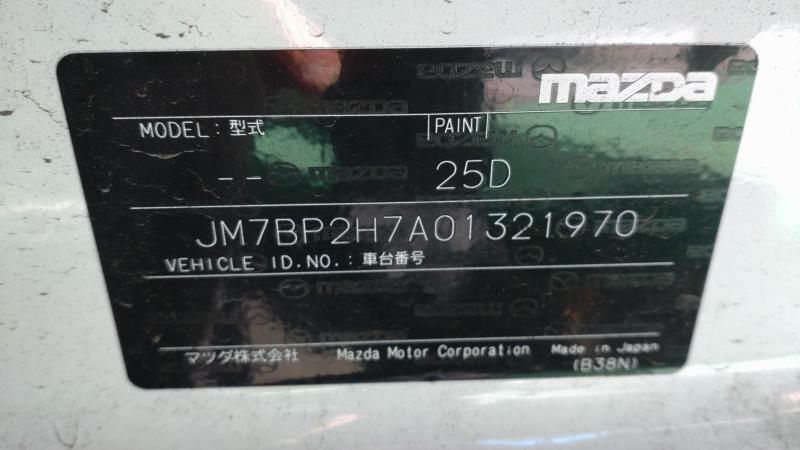 mazda
MODEL: 型式
PAINT
-- 25D
JM7BP2H7A01321970
VEHICLE ID.NO.: 車台番号
マツダ株式会社 Mazda Motor Corporation Made in Japan
(B38N)